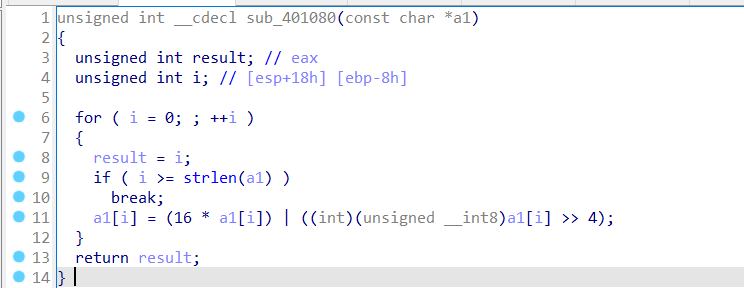 1 unsigned int __cdecl sub_401080(const char *a1)
2 {
3   unsigned int result; // eax
4   unsigned int i; // [esp+18h] [ebp-8h]
5
6   for ( i = 0; ; ++i )
7   {
8     result = i;
9     if ( i >= strlen(a1) )
10       break;
11     a1[i] = (16 * a1[i]) | ((int)(unsigned __int8)a1[i] >> 4);
12   }
13   return result;
14 }